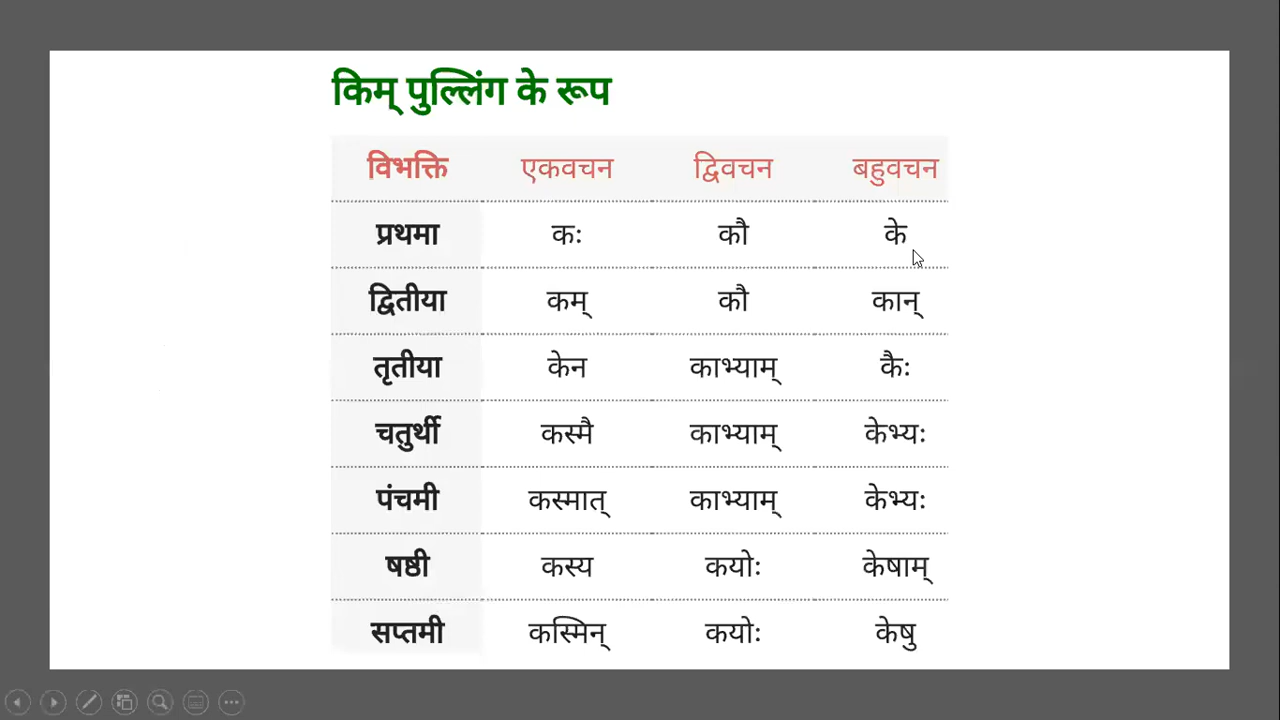 किम् पुल्लिंग के रूप
विभक्ति एकवचन द्विवचन बहुवचन
प्रथमा कः कौ के
द्वितीया कम् कौ कान्
तृतीया केन काभ्याम् कैः
चतुर्थी कस्मै काभ्याम् केभ्यः
पंचमी कस्मात् काभ्याम् केभ्यः
षष्ठी कस्य कयोः केषाम्
सप्तमी कस्मिन् कयोः केषु